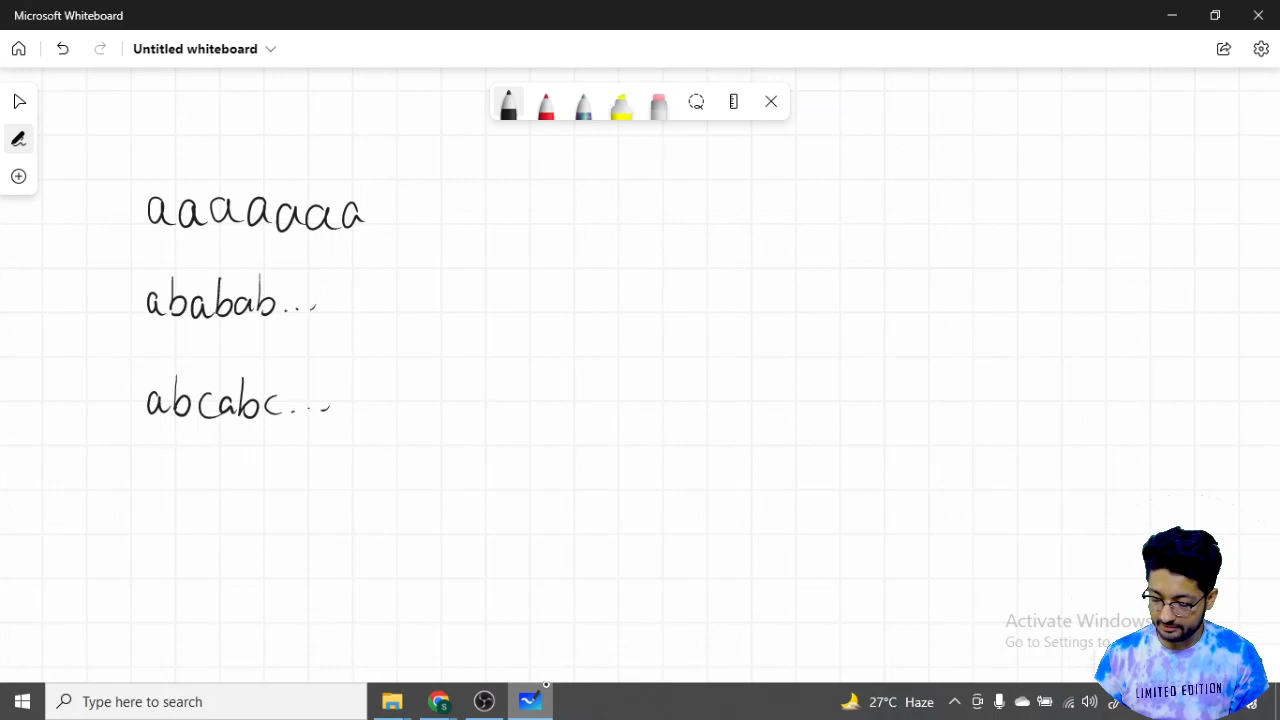 Microsoft Whiteboard
Untitled whiteboard
aaaaaaa
ababab...
abcabc...
Activate Windows
Go to Settings to
LIMITED EDITION
Type here to search
27°C Haze